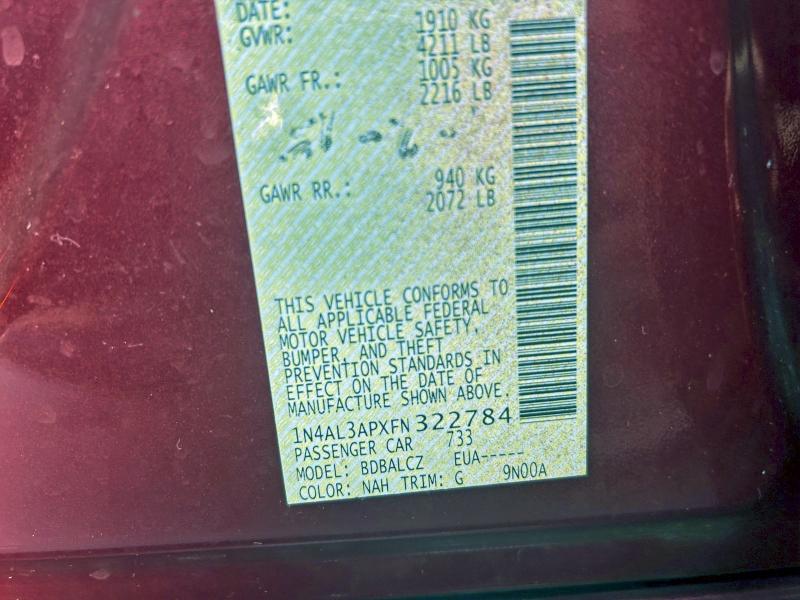 DATE:
GVWR: 1910 KG
4211 LB
GAWR FR.: 1005 KG
2216 LB
GAWR RR.: 940 KG
2072 LB
THIS VEHICLE CONFORMS TO
ALL APPLICABLE FEDERAL
MOTOR VEHICLE SAFETY,
BUMPER, AND THEFT
PREVENTION STANDARDS IN
EFFECT ON THE DATE OF
MANUFACTURE SHOWN ABOVE.
1N4AL3APXFN322784
PASSENGER CAR 733
MODEL: BDBALCZ EUA-----
COLOR: NAH TRIM: G 9N00A